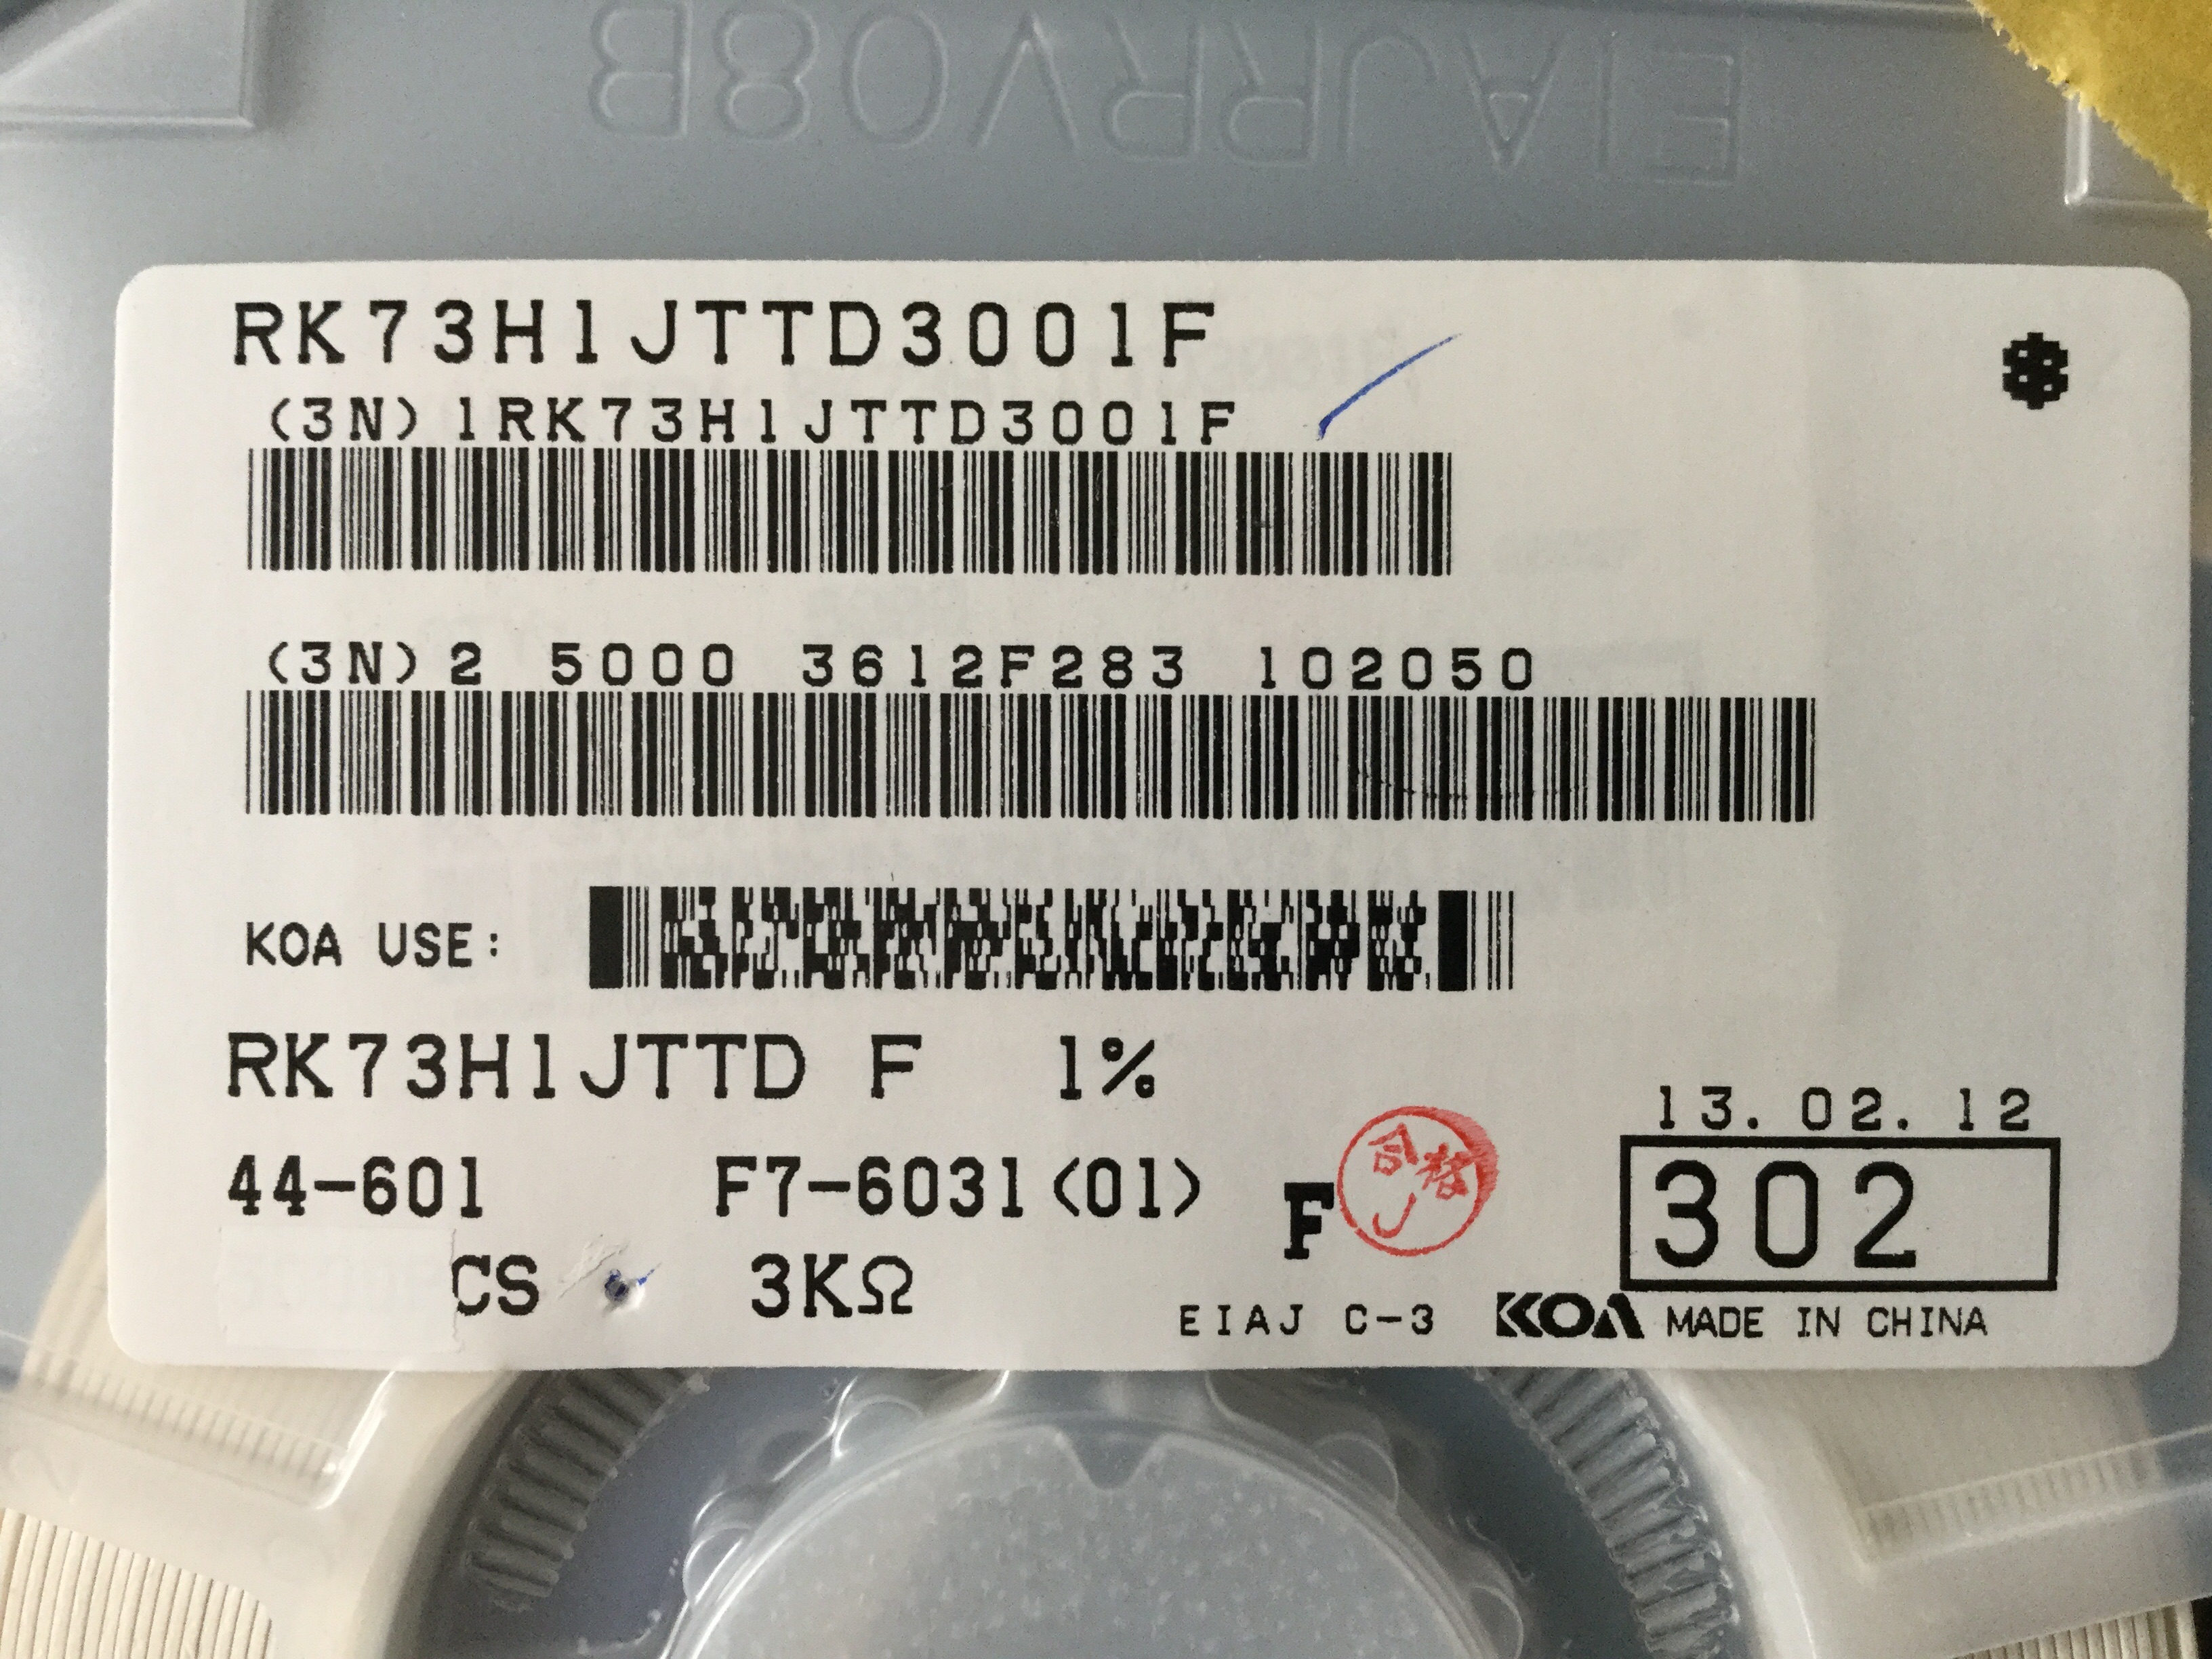 EIAJRRV08B
RK73H1JTTD3001F
(3N)1RK73H1JTTD3001F
(3N)2 5000 3612F283 102050
KOA USE:
RK73H1JTTD F 1%
13.02.12
44-601 F7-6031(01) F 合格 J 302
CS 3KΩ
EIAJ C-3 KOA MADE IN CHINA